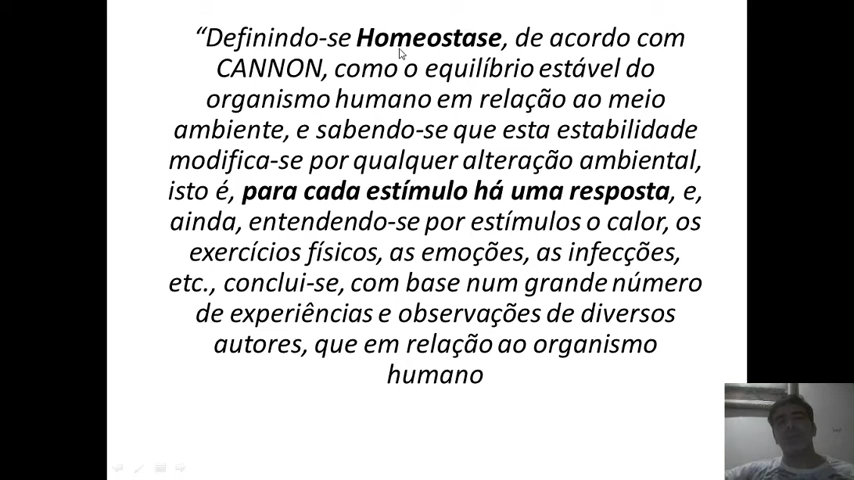 “Definindo-se Homeostase, de acordo com
CANNON, como o equilíbrio estável do
organismo humano em relação ao meio
ambiente, e sabendo-se que esta estabilidade
modifica-se por qualquer alteração ambiental,
isto é, para cada estímulo há uma resposta, e,
ainda, entendendo-se por estímulos o calor, os
exercícios físicos, as emoções, as infecções,
etc., conclui-se, com base num grande número
de experiências e observações de diversos
autores, que em relação ao organismo
humano